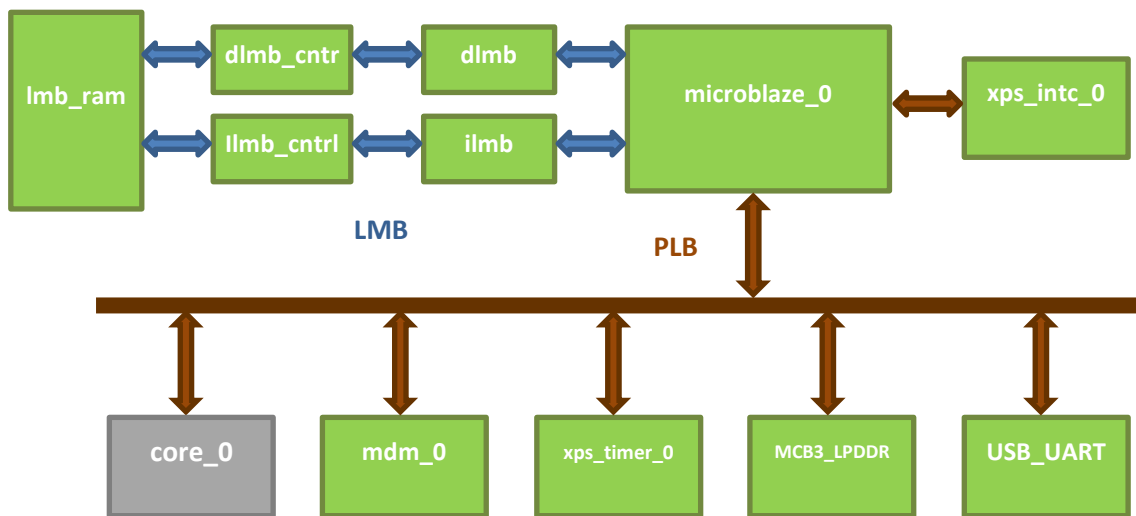 dlmb_cntr
dlmb
lmb_ram
microblaze_0
xps_intc_0
Ilmb_cntrl
ilmb
LMB
PLB
core_0
mdm_0
xps_timer_0
MCB3_LPDDR
USB_UART